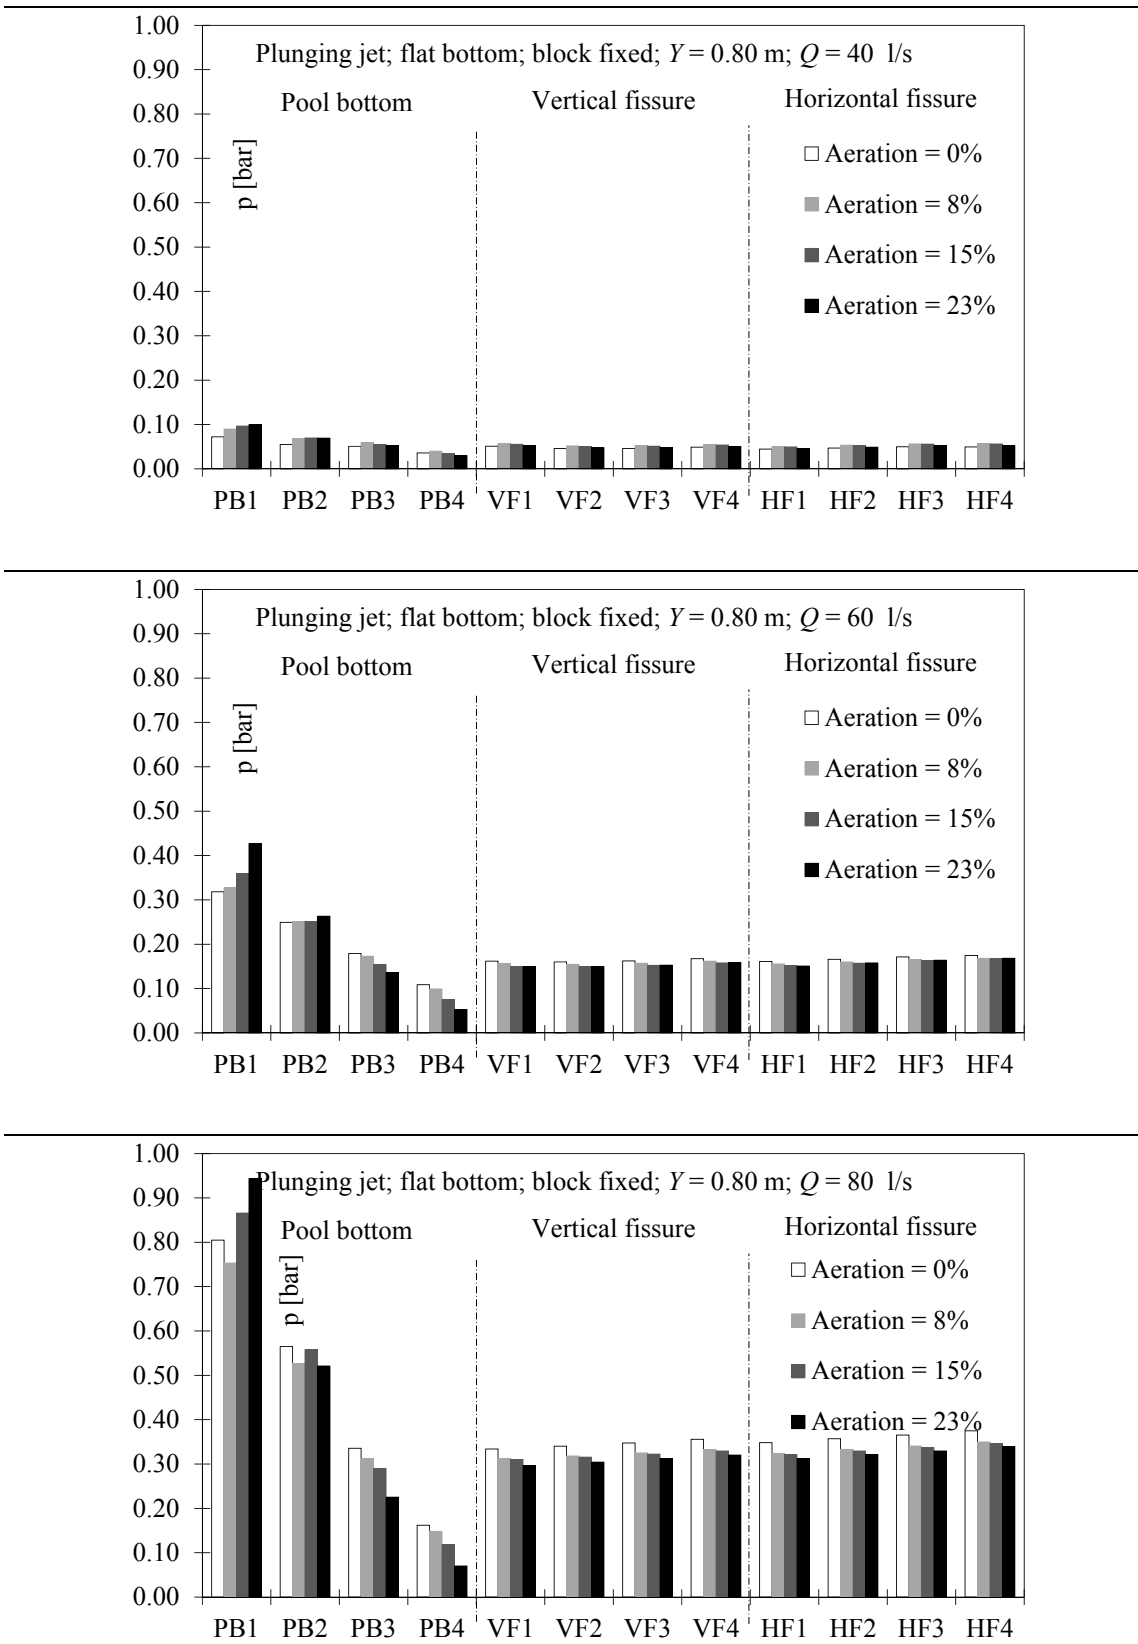 1.00
Plunging jet; flat bottom; block fixed; Y = 0.80 m; Q = 40 l/s
0.90
Pool bottom Vertical fissure Horizontal fissure
0.80
p [bar]
Aeration = 0%
0.70
0.60
Aeration = 8%
0.50
Aeration = 15%
0.40
Aeration = 23%
0.30
0.20
0.10
0.00
PB1 PB2 PB3 PB4 VF1 VF2 VF3 VF4 HF1 HF2 HF3 HF4
1.00
Plunging jet; flat bottom; block fixed; Y = 0.80 m; Q = 60 l/s
0.90
Pool bottom Vertical fissure Horizontal fissure
0.80
p [bar]
Aeration = 0%
0.70
0.60
Aeration = 8%
0.50
Aeration = 15%
0.40
Aeration = 23%
0.30
0.20
0.10
0.00
PB1 PB2 PB3 PB4 VF1 VF2 VF3 VF4 HF1 HF2 HF3 HF4
1.00
Plunging jet; flat bottom; block fixed; Y = 0.80 m; Q = 80 l/s
0.90
Pool bottom Vertical fissure Horizontal fissure
0.80
p [bar]
Aeration = 0%
0.70
0.60
Aeration = 8%
0.50
Aeration = 15%
0.40
Aeration = 23%
0.30
0.20
0.10
0.00
PB1 PB2 PB3 PB4 VF1 VF2 VF3 VF4 HF1 HF2 HF3 HF4